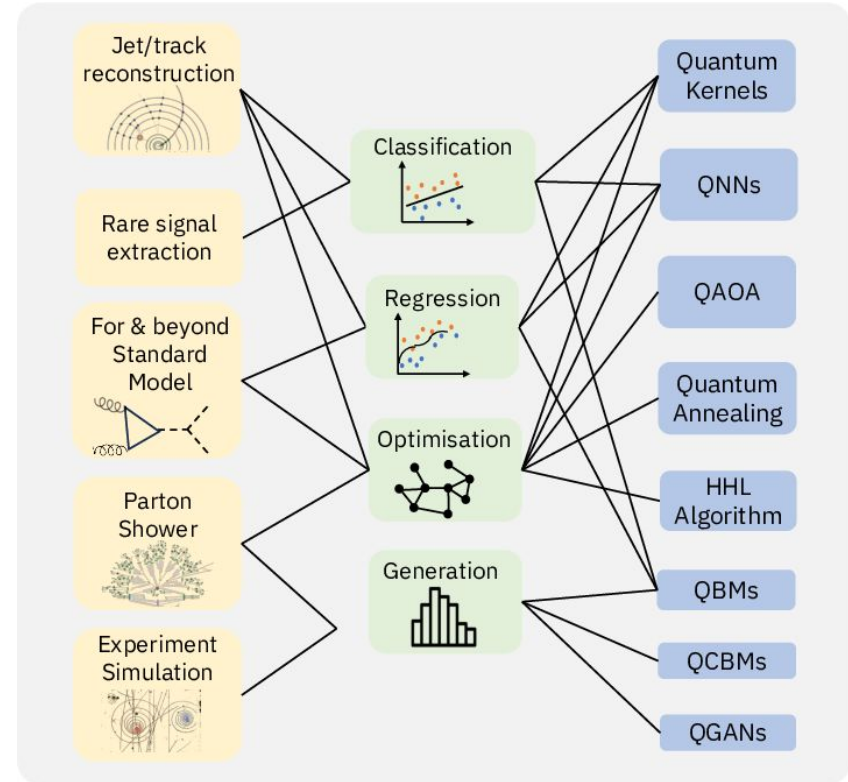 Jet/track
reconstruction
Rare signal
extraction
For & beyond
Standard
Model
Parton
Shower
Experiment
Simulation
Classification
Regression
Optimisation
Generation
Quantum
Kernels
QNNs
QAOA
Quantum
Annealing
HHL
Algorithm
QBMs
QCBMs
QGANs